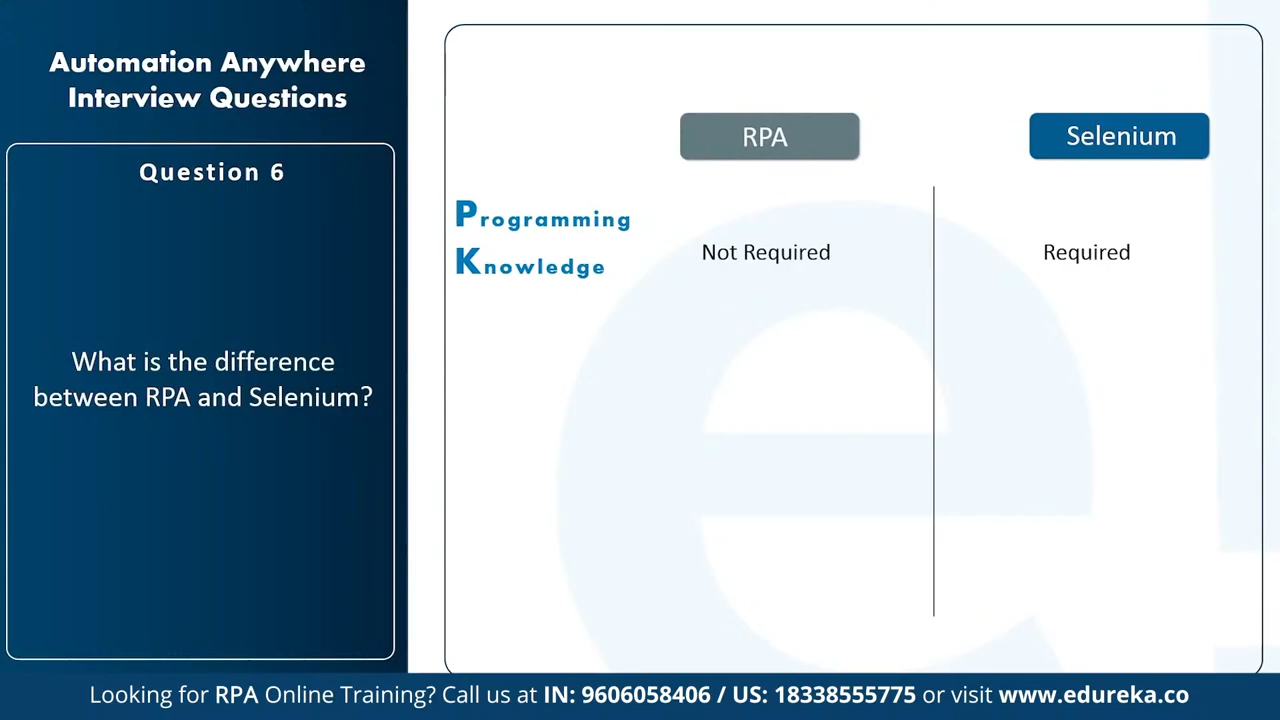 Automation Anywhere
Interview Questions
Question 6
What is the difference
between RPA and Selenium?
RPA
Selenium
Programming
Knowledge
Not Required
Required
Looking for RPA Online Training? Call us at IN: 9606058406 / US: 18338555775 or visit www.edureka.co